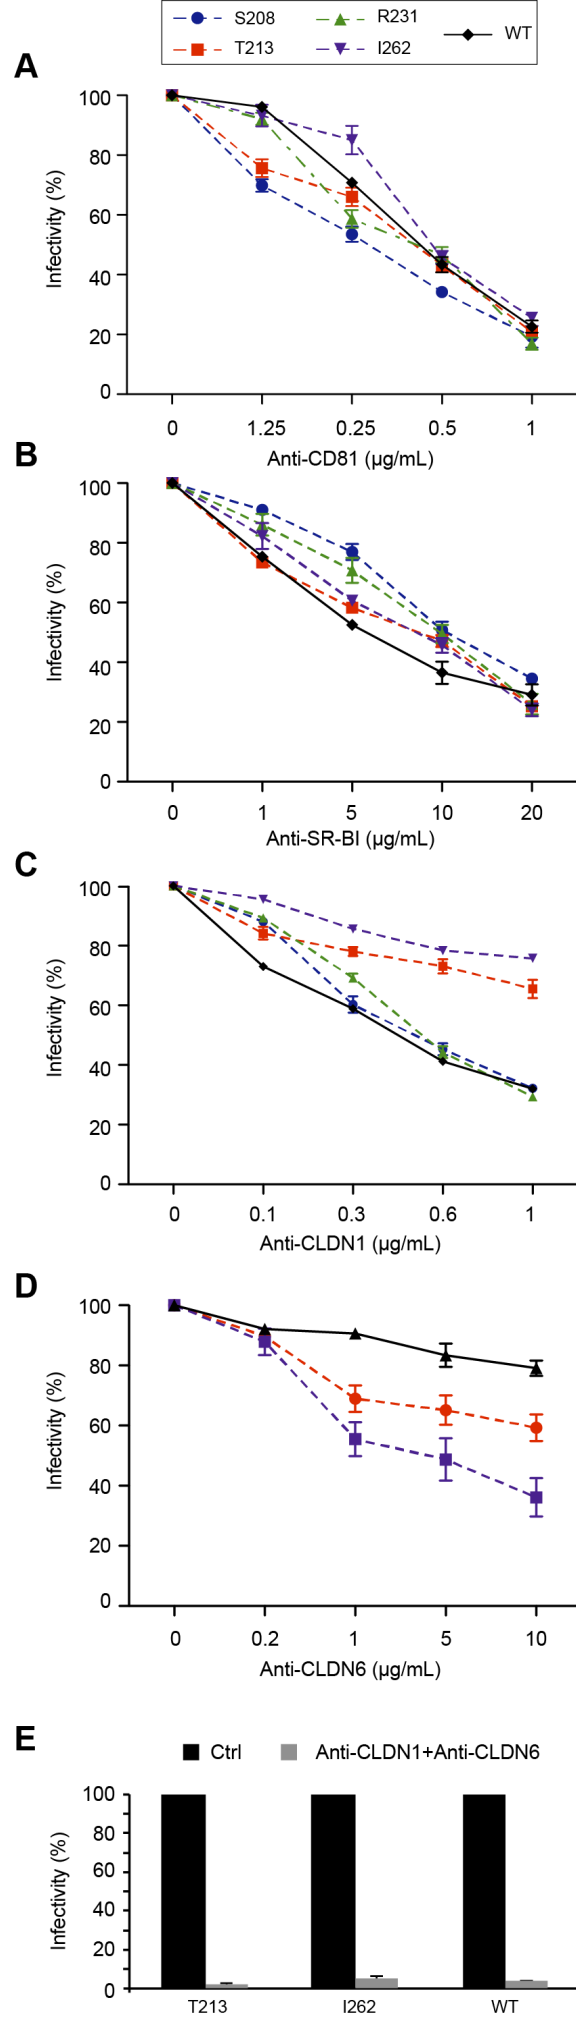 S208 R231 WT
T213 I262
A
100
80
60
40
20
0
Infectivity (%)
0 1.25 0.25 0.5 1
Anti-CD81 (µg/mL)
B
100
80
60
40
20
0
Infectivity (%)
0 1 5 10 20
Anti-SR-BI (µg/mL)
C
100
80
60
40
20
0
Infectivity (%)
0 0.1 0.3 0.6 1
Anti-CLDN1 (µg/mL)
D
100
80
60
40
20
0
Infectivity (%)
0 0.2 1 5 10
Anti-CLDN6 (µg/mL)
E
Ctrl Anti-CLDN1+Anti-CLDN6
100
80
60
40
20
0
Infectivity (%)
T213 I262 WT